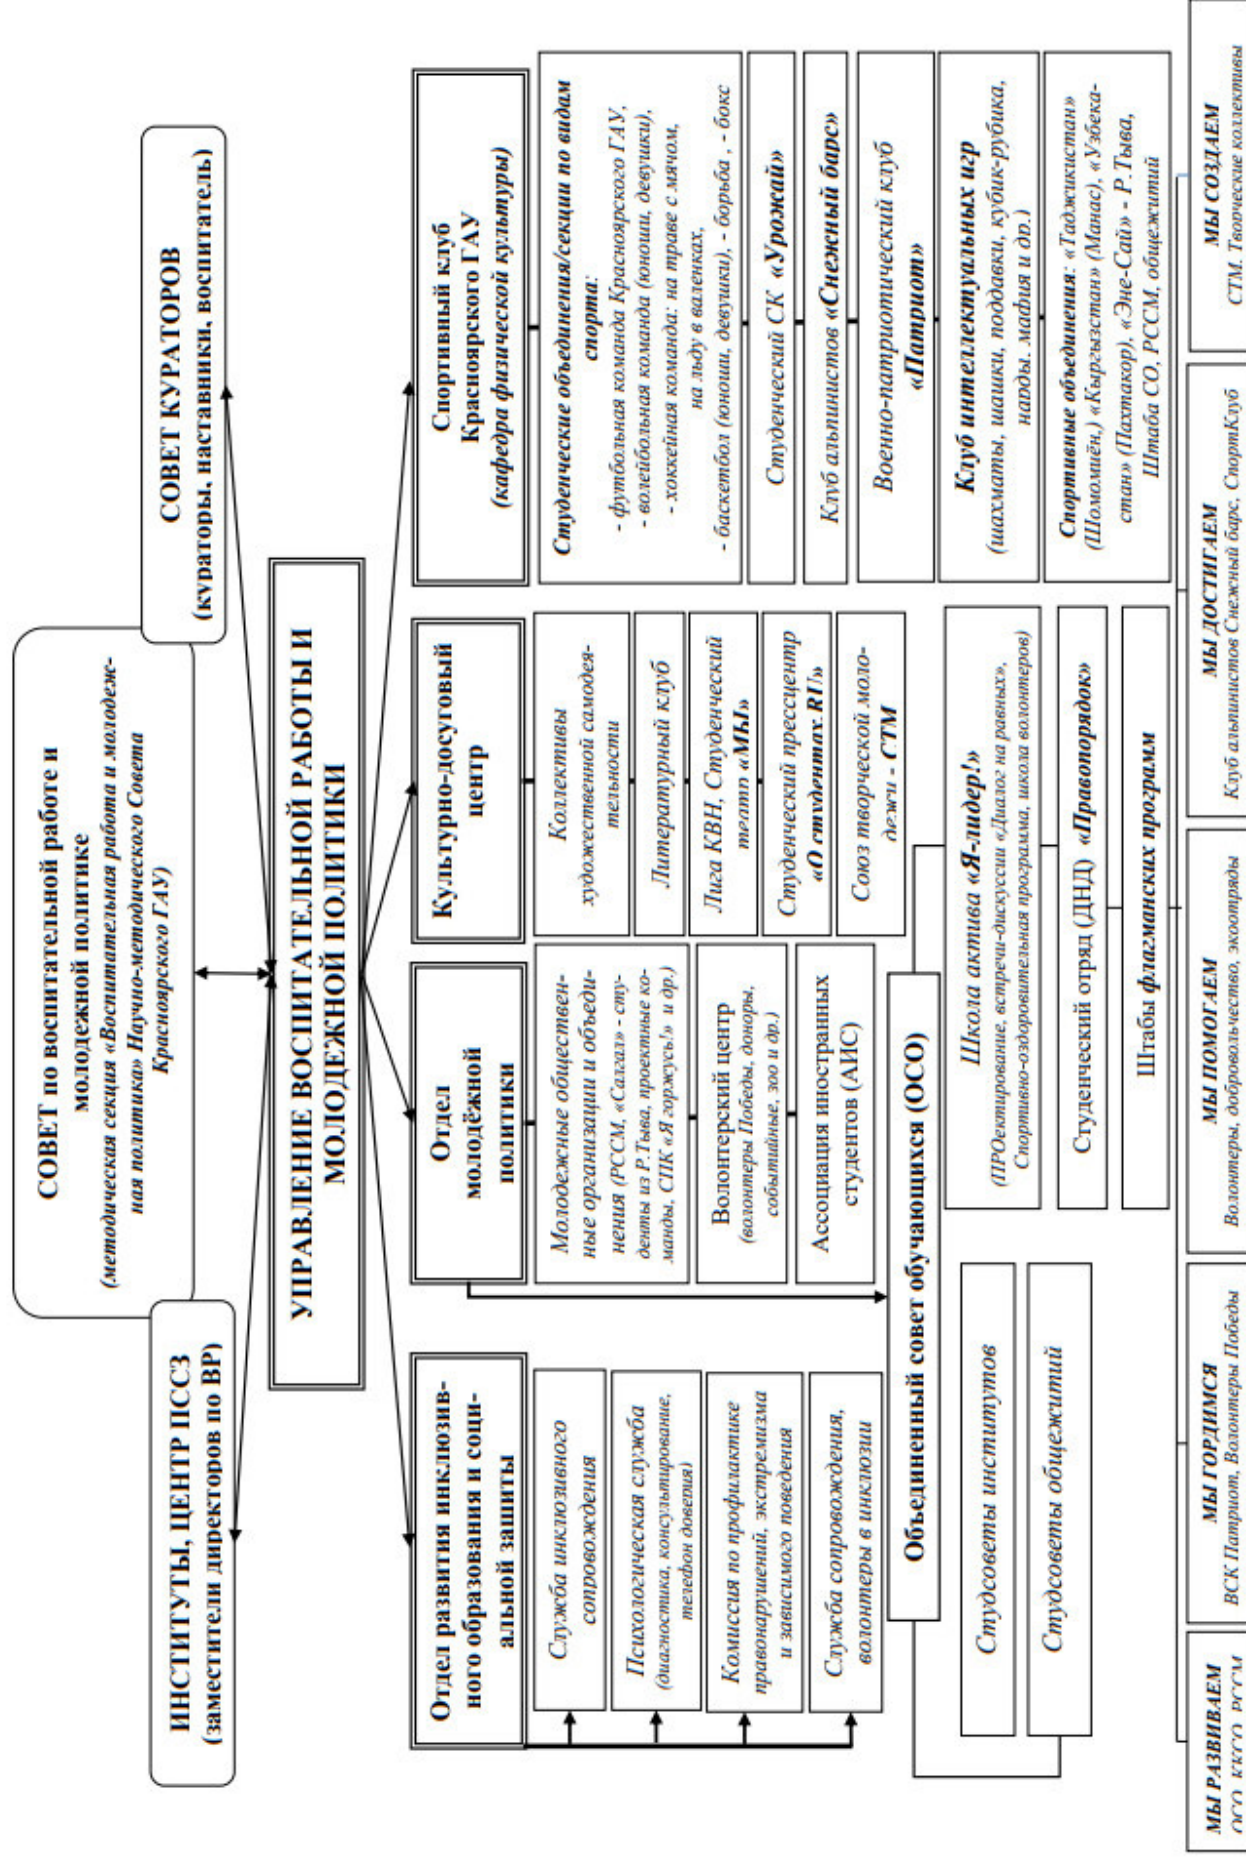 СОВЕТ по воспитательной работе и
молодежной политике
(методическая секция «Воспитательная работа и молодеж-
ная политика» Научно-методического Совета
Красноярского ГАУ)
ИНСТИТУТЫ, ЦЕНТР ПССЗ
(заместители директоров по ВР)
СОВЕТ КУРАТОРОВ
(кураторы, наставники, воспитатель)
УПРАВЛЕНИЕ ВОСПИТАТЕЛЬНОЙ РАБОТЫ И
МОЛОДЕЖНОЙ ПОЛИТИКИ
Отдел развития инклюзив-
ного образования и соци-
альной защиты
Служба инклюзивного
сопровождения
Психологическая служба
(диагностика, консультирование,
телефон доверия)
Комиссия по профилактике
правонарушений, экстремизма
и зависимого поведения
Служба сопровождения,
волонтеры в инклюзии
Отдел
молодёжной
политики
Молодежные обществен-
ные организации и объеди-
нения (РССМ, «Салгал» - сту-
денты из Р.Тыва, проектные ко-
манды, СПК «Я горжусь!» и др.)
Волонтерский центр
(волонтеры Победы, доноры,
событийные, зоо и др.)
Ассоциация иностранных
студентов (АИС)
Культурно-досуговый
центр
Коллективы
художественной самодея-
тельности
Литературный клуб
Лига КВН, Студенческий
театр «МЫ»
Студенческий прессцентр
«О студентах.RU»
Союз творческой моло-
дежи - СТМ
Спортивный клуб
Красноярского ГАУ
(кафедра физической культуры)
Студенческие объединения/секции по видам
спорта:
- футбольная команда Красноярского ГАУ,
- волейбольная команда (юноши, девушки),
- хоккейная команда: на траве с мячом,
на льду в валенках,
- баскетбол (юноши, девушки), - борьба , - бокс
Студенческий СК «Урожай»
Клуб альпинистов «Снежный барс»
Военно-патриотический клуб
«Патриот»
Клуб интеллектуальных игр
(шахматы, шашки, поддавки, кубик-рубика,
нарды. мафия и др.)
Спортивные объединения: «Таджикистан»
(Шомомиён,) «Кыргызстан» (Манас), «Узбеки-
стан» (Пахтакор), «Эне-Сай» - Р.Тыва,
Штаба СО, РССМ, общежитий
Объединенный совет обучающихся (ОСО)
Студсоветы институтов
Студсоветы общежитий
Школа актива «Я-лидер!»
(ПРОектирование, встречи-дискуссии «Диалог на равных»,
Спортивно-оздоровительная программа, школа волонтеров)
Студенческий отряд (ДНД) «Правопорядок»
Штабы флагманских программ
МЫ РАЗВИВАЕМ
ОСО, ККСО, РССМ
МЫ ГОРДИМСЯ
ВСК Патриот, Волонтеры Победы
МЫ ПОМОГАЕМ
Волонтеры, добровольчество, экоотряды
МЫ ДОСТИГАЕМ
Клуб альпинистов Снежный барс, СпортКлуб
МЫ СОЗДАЕМ
СТМ. Творческие коллективы